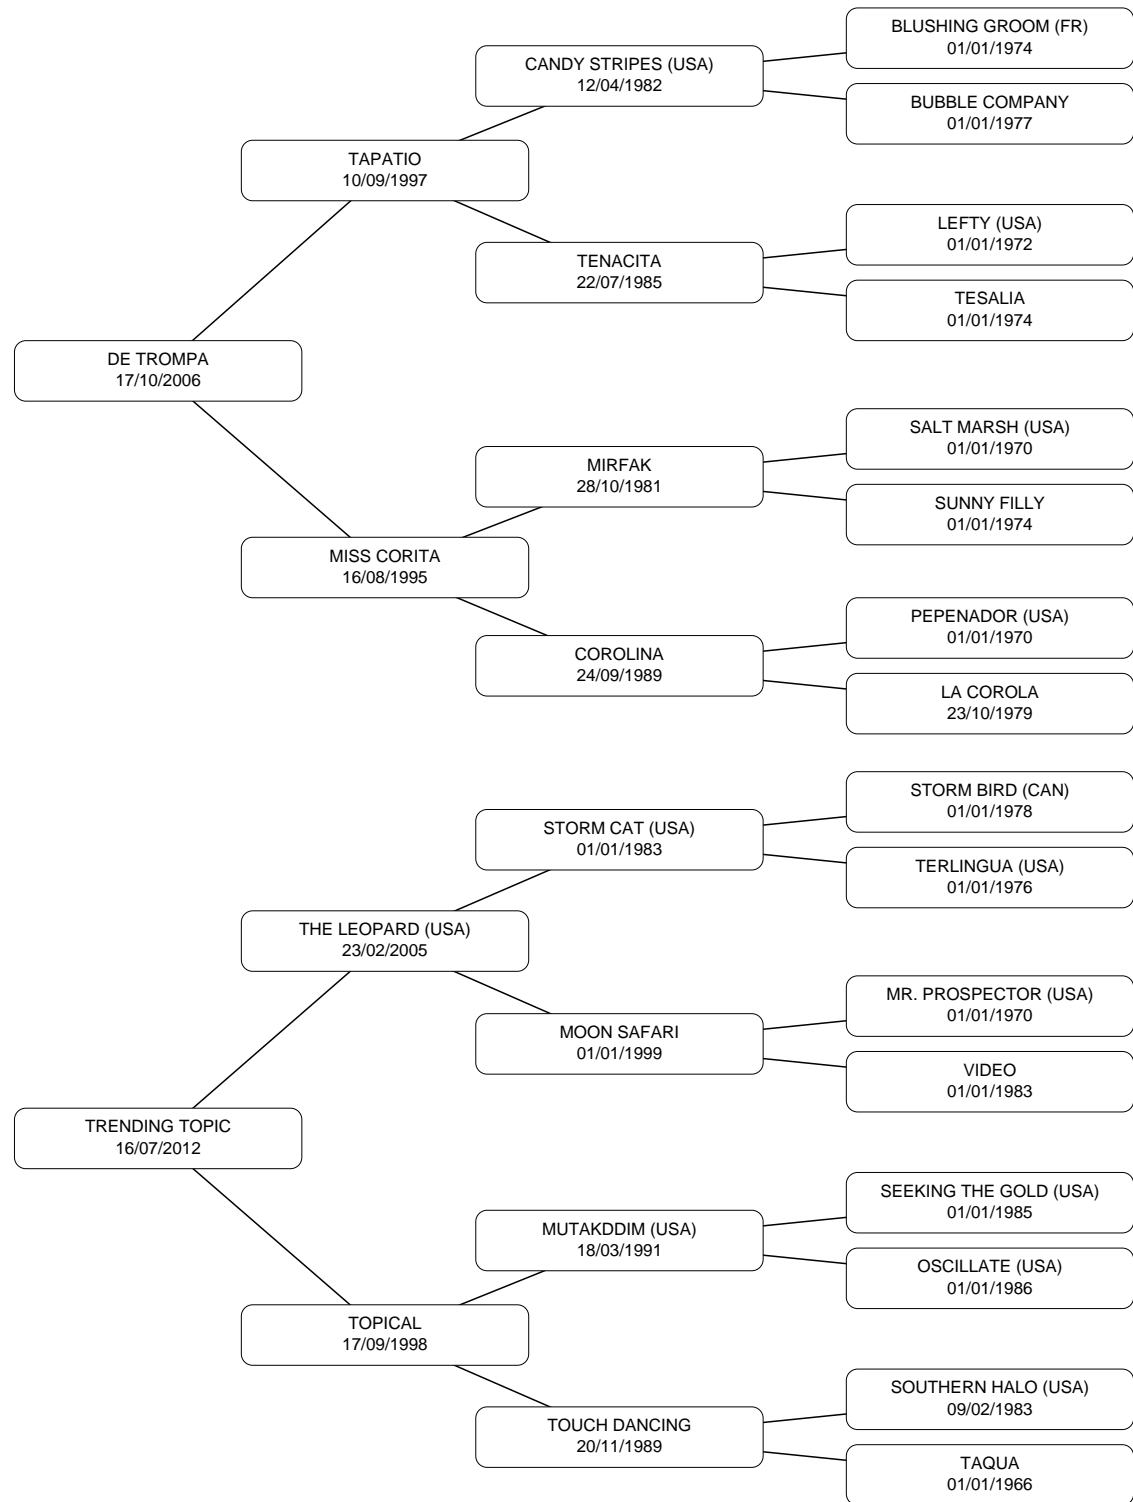 BLUSHING GROOM (FR)
01/01/1974
CANDY STRIPES (USA)
12/04/1982
BUBBLE COMPANY
01/01/1977
TAPATIO
10/09/1997
LEFTY (USA)
01/01/1972
TENACITA
22/07/1985
TESALIA
01/01/1974
DE TROMPA
17/10/2006
SALT MARSH (USA)
01/01/1970
MIRFAK
28/10/1981
SUNNY FILLY
01/01/1974
MISS CORITA
16/08/1995
PEPENADOR (USA)
01/01/1970
COROLINA
24/09/1989
LA COROLA
23/10/1979
STORM BIRD (CAN)
01/01/1978
STORM CAT (USA)
01/01/1983
TERLINGUA (USA)
01/01/1976
THE LEOPARD (USA)
23/02/2005
MR. PROSPECTOR (USA)
01/01/1970
MOON SAFARI
01/01/1999
VIDEO
01/01/1983
TRENDING TOPIC
16/07/2012
SEEKING THE GOLD (USA)
01/01/1985
MUTAKDDIM (USA)
18/03/1991
OSCILLATE (USA)
01/01/1986
TOPICAL
17/09/1998
SOUTHERN HALO (USA)
09/02/1983
TOUCH DANCING
20/11/1989
TAQUA
01/01/1966